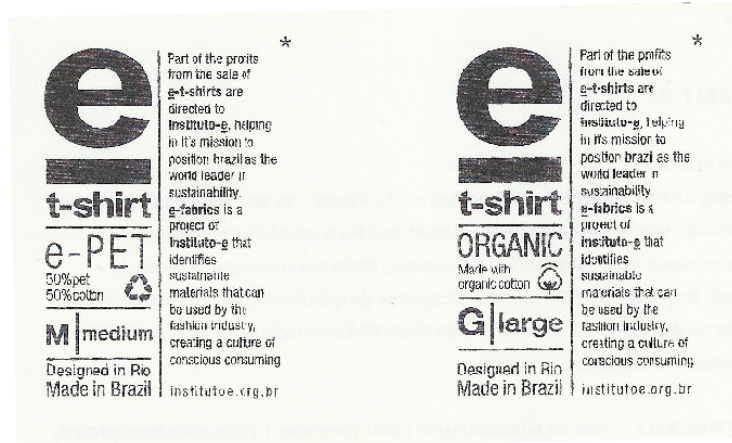 e
t-shirt
e-PET
50%pet
50%cotton
M medium
Designed in Rio
Made in Brazil
*
Part of the profits
from the sale of
e-t-shirts are
directed to
instituto-e, helping
in it's mission to
position brazil as the
world leader in
sustainability.
e-fabrics is a
project of
instituto-e that
identifies
sustainable
materials that can
be used by the
fashion industry,
creating a culture of
conscious consuming
institutoe.org.br
e
t-shirt
ORGANIC
Made with
organic cotton
G large
Designed in Rio
Made in Brazil
*
Part of the profits
from the sale of
e-t-shirts are
directed to
instituto-e, helping
in it's mission to
position brazil as the
world leader in
sustainability.
e-fabrics is a
project of
instituto-e that
identifies
sustainable
materials that can
be used by the
fashion industry,
creating a culture of
conscious consuming
institutoe.org.br